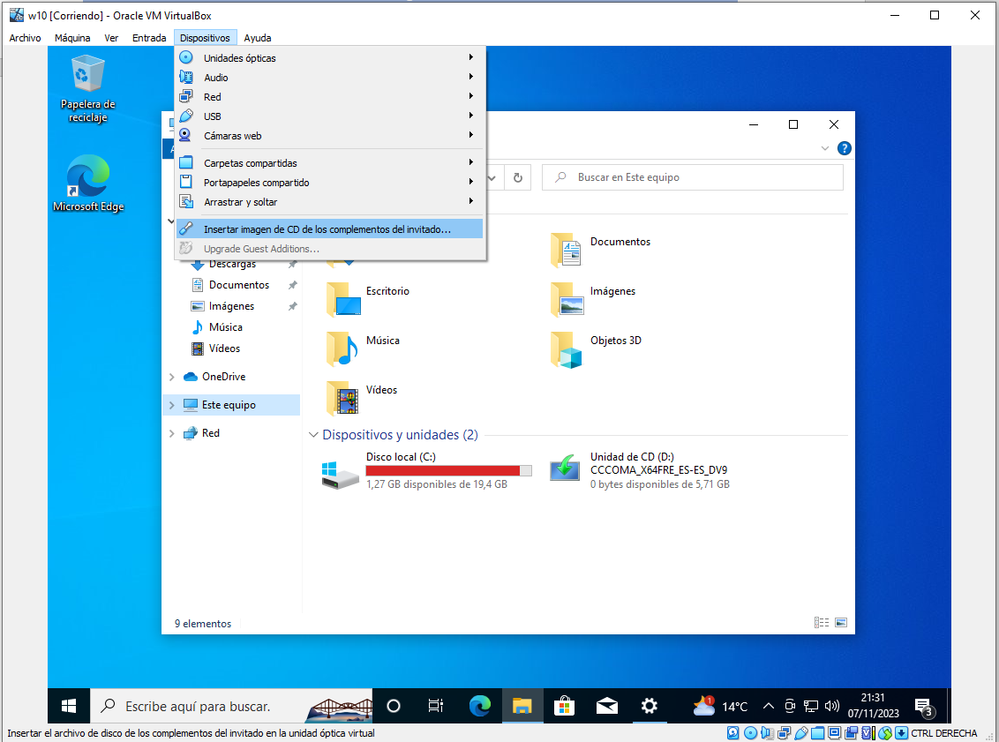 w10 [Corriendo] - Oracle VM VirtualBox
Archivo Máquina Ver Entrada Dispositivos Ayuda
Unidades ópticas
Audio
Red
USB
Cámaras web
Carpetas compartidas
Portapapeles compartido
Arrastrar y soltar
Insertar imagen de CD de los complementos del invitado...
Upgrade Guest Additions...
Papelera de
reciclaje
Microsoft Edge
Buscar en Este equipo
Descargas
Documentos
Imágenes
Música
Vídeos
OneDrive
Este equipo
Red
Documentos
Escritorio
Imágenes
Música
Objetos 3D
Vídeos
Dispositivos y unidades (2)
Disco local (C:)
1,27 GB disponibles de 19,4 GB
Unidad de CD (D:)
CCCOMA_X64FRE_ES-ES_DV9
0 bytes disponibles de 5,71 GB
9 elementos
Escribe aquí para buscar.
1
14°C
21:31
07/11/2023
3
Insertar el archivo de disco de los complementos del invitado en la unidad óptica virtual
CTRL DERECHA